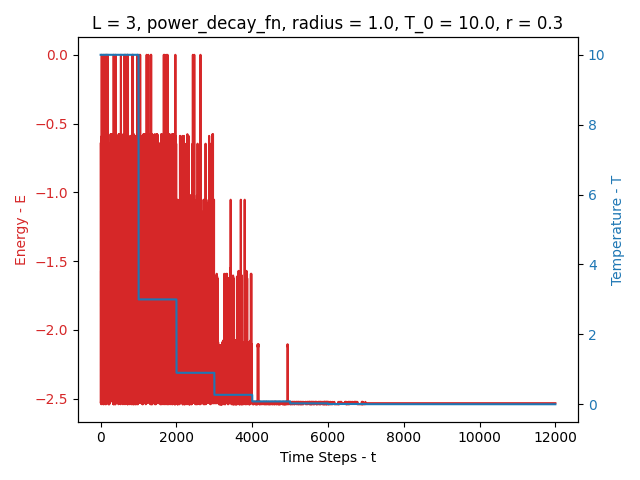 L = 3, power_decay_fn, radius = 1.0, T_0 = 10.0, r = 0.3
0.0
−0.5
−1.0
−1.5
−2.0
−2.5
Energy - E
10
8
6
4
2
0
Temperature - T
0 2000 4000 6000 8000 10000 12000
Time Steps - t